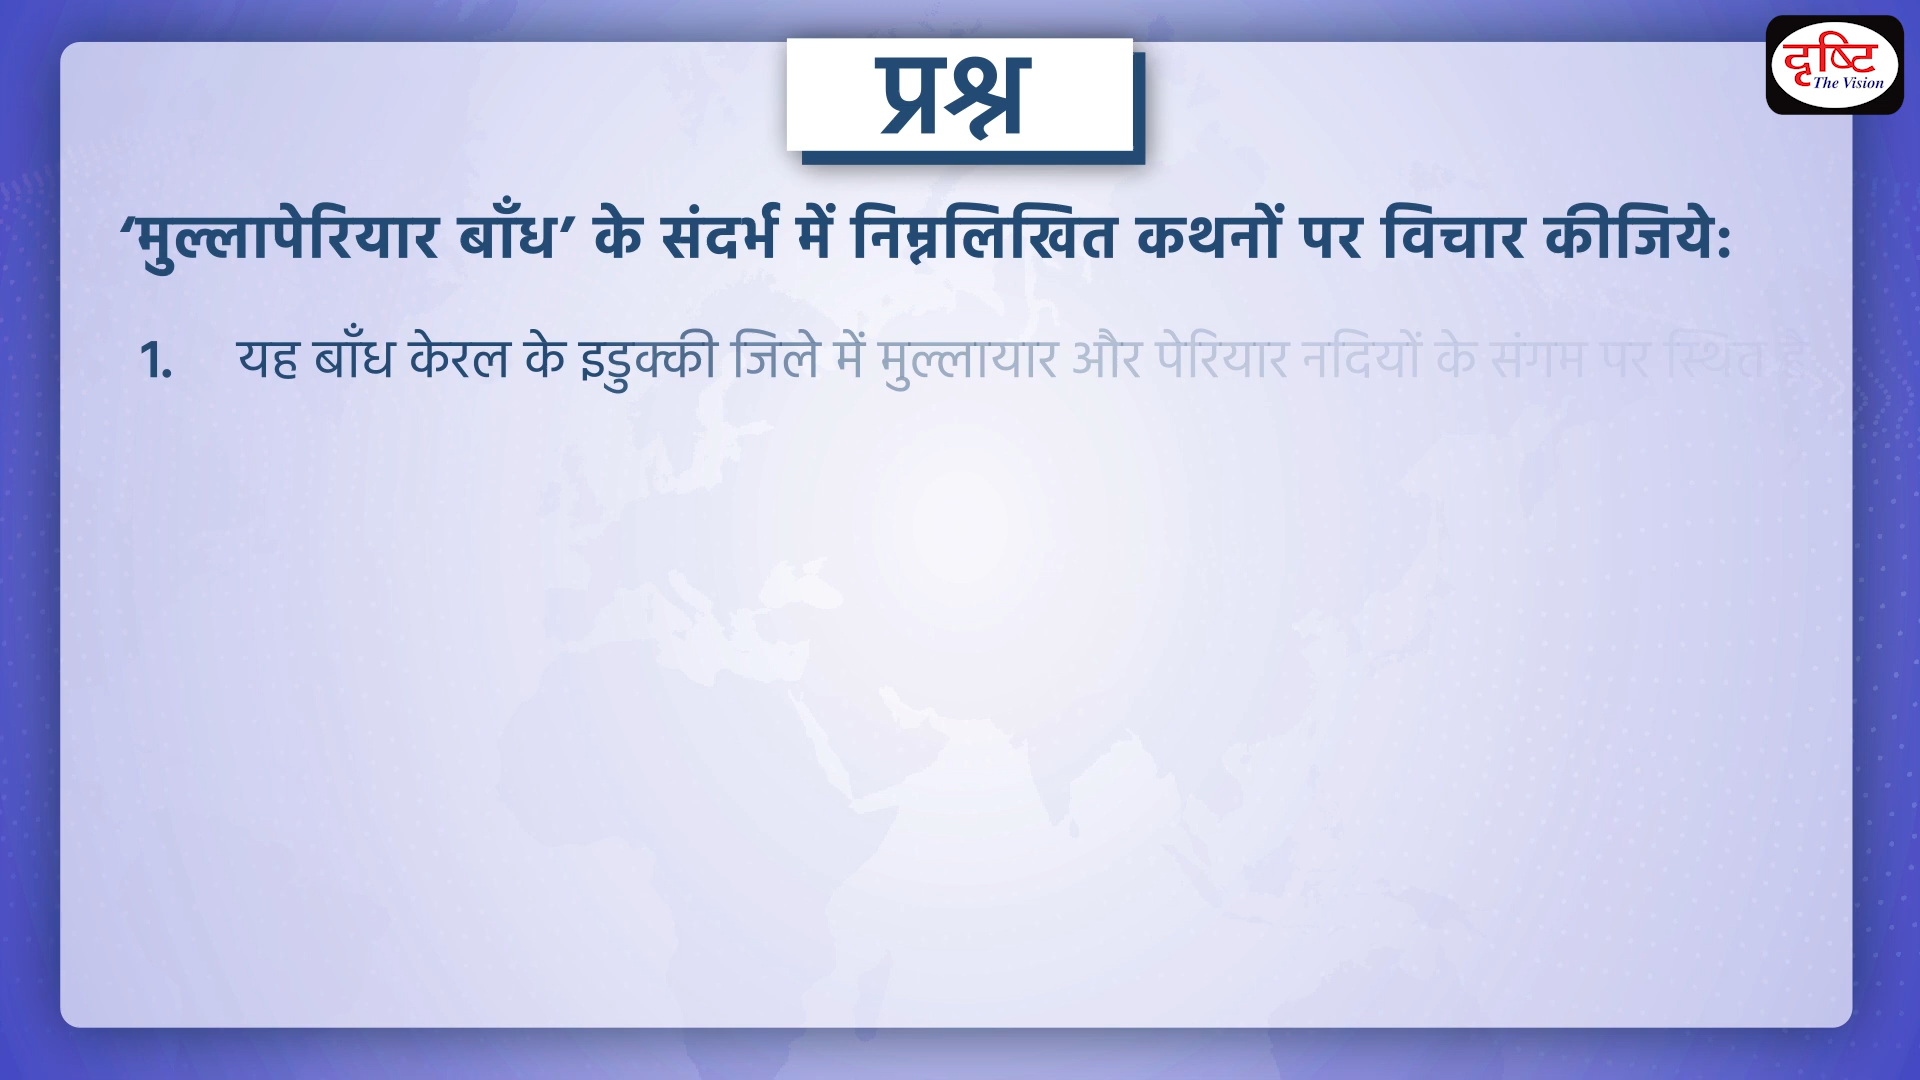 प्रश्न
दृष्टि
The Vision
‘मुल्लापेरियार बाँध’ के संदर्भ में निम्नलिखित कथनों पर विचार कीजिये:
1. यह बाँध केरल के इडुक्की जिले में मुल्लायार और पेरियार नदियों के संगम पर स्थित है